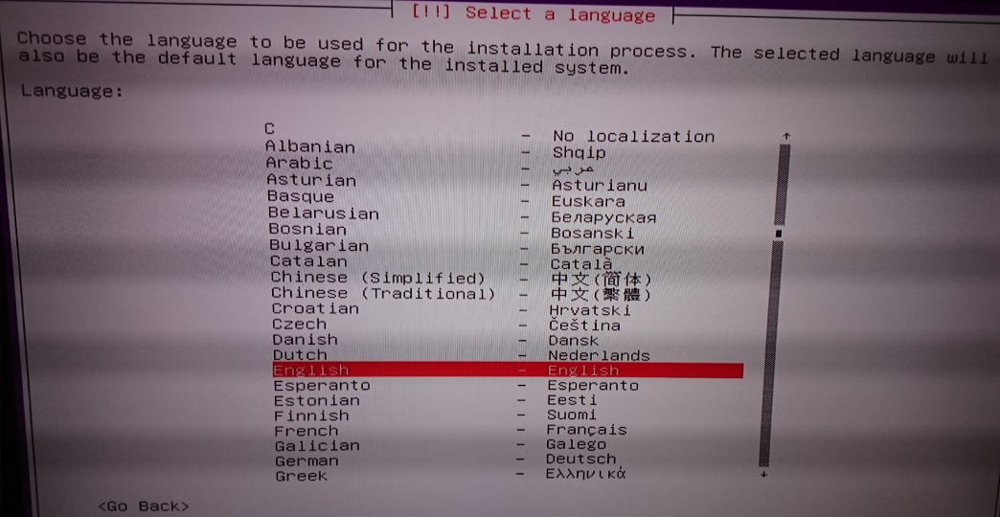 [!!] Select a language
Choose the language to be used for the installation process. The selected language will
also be the default language for the installed system.
Language:
C - No localization
Albanian - Shqip
Arabic - عربي
Asturian - Asturianu
Basque - Euskara
Belarusian - Беларуская
Bosnian - Bosanski
Bulgarian - Български
Catalan - Català
Chinese (Simplified) - 中文(简体)
Chinese (Traditional) - 中文(繁體)
Croatian - Hrvatski
Czech - Čeština
Danish - Dansk
Dutch - Nederlands
English - English
Esperanto - Esperanto
Estonian - Eesti
Finnish - Suomi
French - Français
Galician - Galego
German - Deutsch
Greek - Ελληνικά
<Go Back>